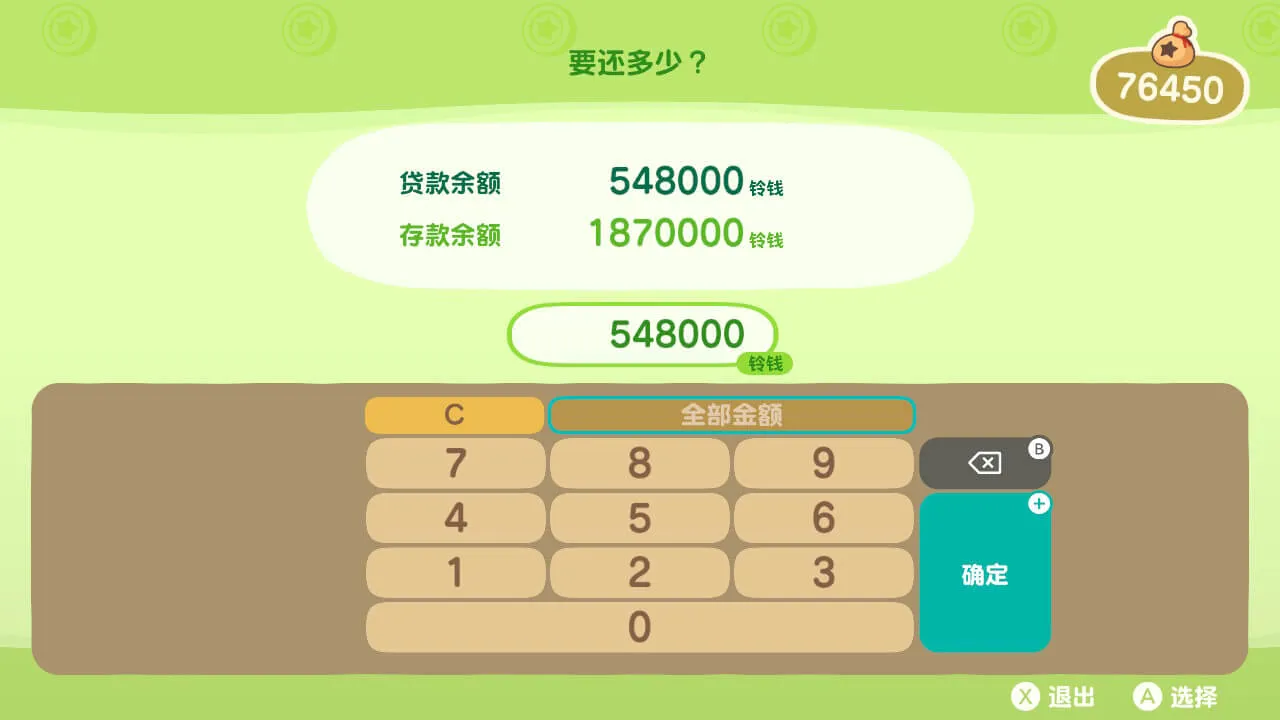 要还多少？
76450
贷款余额 548000 铃钱
存款余额 1870000 铃钱
548000
铃钱
C 全部金额
7 8 9 B
4 5 6 +
1 2 3 确定
0
X 退出 A 选择